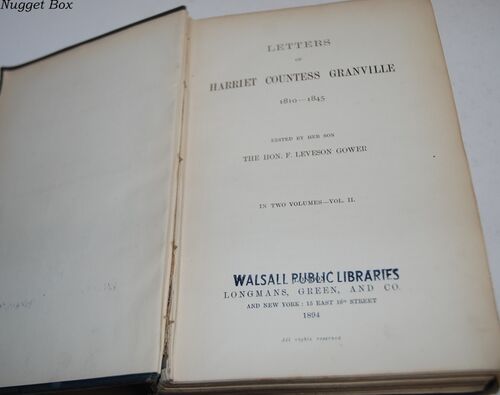 Nugget Box
LETTERS
OF
HARRIET COUNTESS GRANVILLE
1810—1845
EDITED BY HER SON
THE HON. F. LEVESON GOWER
IN TWO VOLUMES—VOL. II.
WALSALL PUBLIC LIBRARIES
LONGMANS, GREEN, AND CO.
AND NEW YORK : 15 EAST 16th STREET
1894
All rights reserved